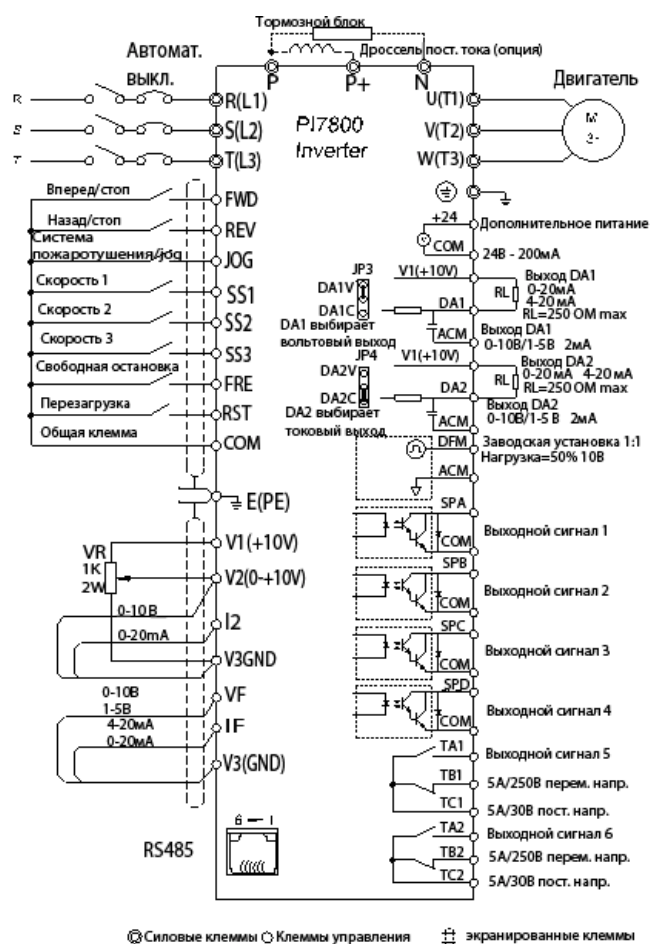 Тормозной блок
Автомат.
выкл.
Дроссель пост. тока (опция)
P
P+
N
Двигатель
R
R(L1)
U(T1)
S
S(L2)
PI7800
V(T2)
M
3~
T
T(L3)
Inverter
W(T3)
Вперед/стоп
FWD
Назад/стоп
REV
+24
Дополнительное питание
COM
24В - 200мА
Система
пожаротушения/jog
JOG
Скорость 1
SS1
Скорость 2
SS2
Скорость 3
SS3
Свободная остановка
FRE
Перезагрузка
RST
Общая клемма
COM
JP3
DA1V
DA1C
DA1 выбирает
вольтовый выход
V1(+10V)
RL
Выход DA1
0-20мА
4-20 мА
RL=250 ОМ max
DA1
ACM
Выход DA1
0-10В/1-5В 2мА
JP4
DA2V
DA2C
DA2 выбирает
токовый выход
V1(+10V)
RL
Выход DA2
0-20 мА 4-20 мА
RL=250 ОМ max
DA2
ACM
Выход DA2
0-10В/1-5 В 2мА
DFM
Заводская установка 1:1
Нагрузка=50% 10В
ACM
E(PE)
VR
1K
2W
V1(+10V)
V2(0-+10V)
0-10В
I2
0-20mA
V3GND
0-10В
VF
1-5В
4-20мА
IF
0-20мА
V3(GND)
SPA
COM
Выходной сигнал 1
SPB
COM
Выходной сигнал 2
SPC
COM
Выходной сигнал 3
SPD
COM
Выходной сигнал 4
TA1
Выходной сигнал 5
TB1
5А/250В перем. напр.
TC1
5А/30В пост. напр.
TA2
Выходной сигнал 6
TB2
5А/250В перем. напр.
TC2
5А/30В пост. напр.
RS485
6 — 1
Силовые клеммы
Клеммы управления
экранированные клеммы